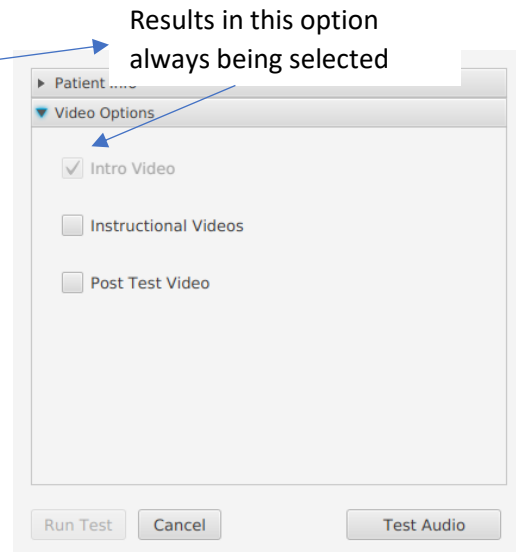 Results in this option
always being selected
Patient Info
Video Options
Intro Video
Instructional Videos
Post Test Video
Run Test
Cancel
Test Audio